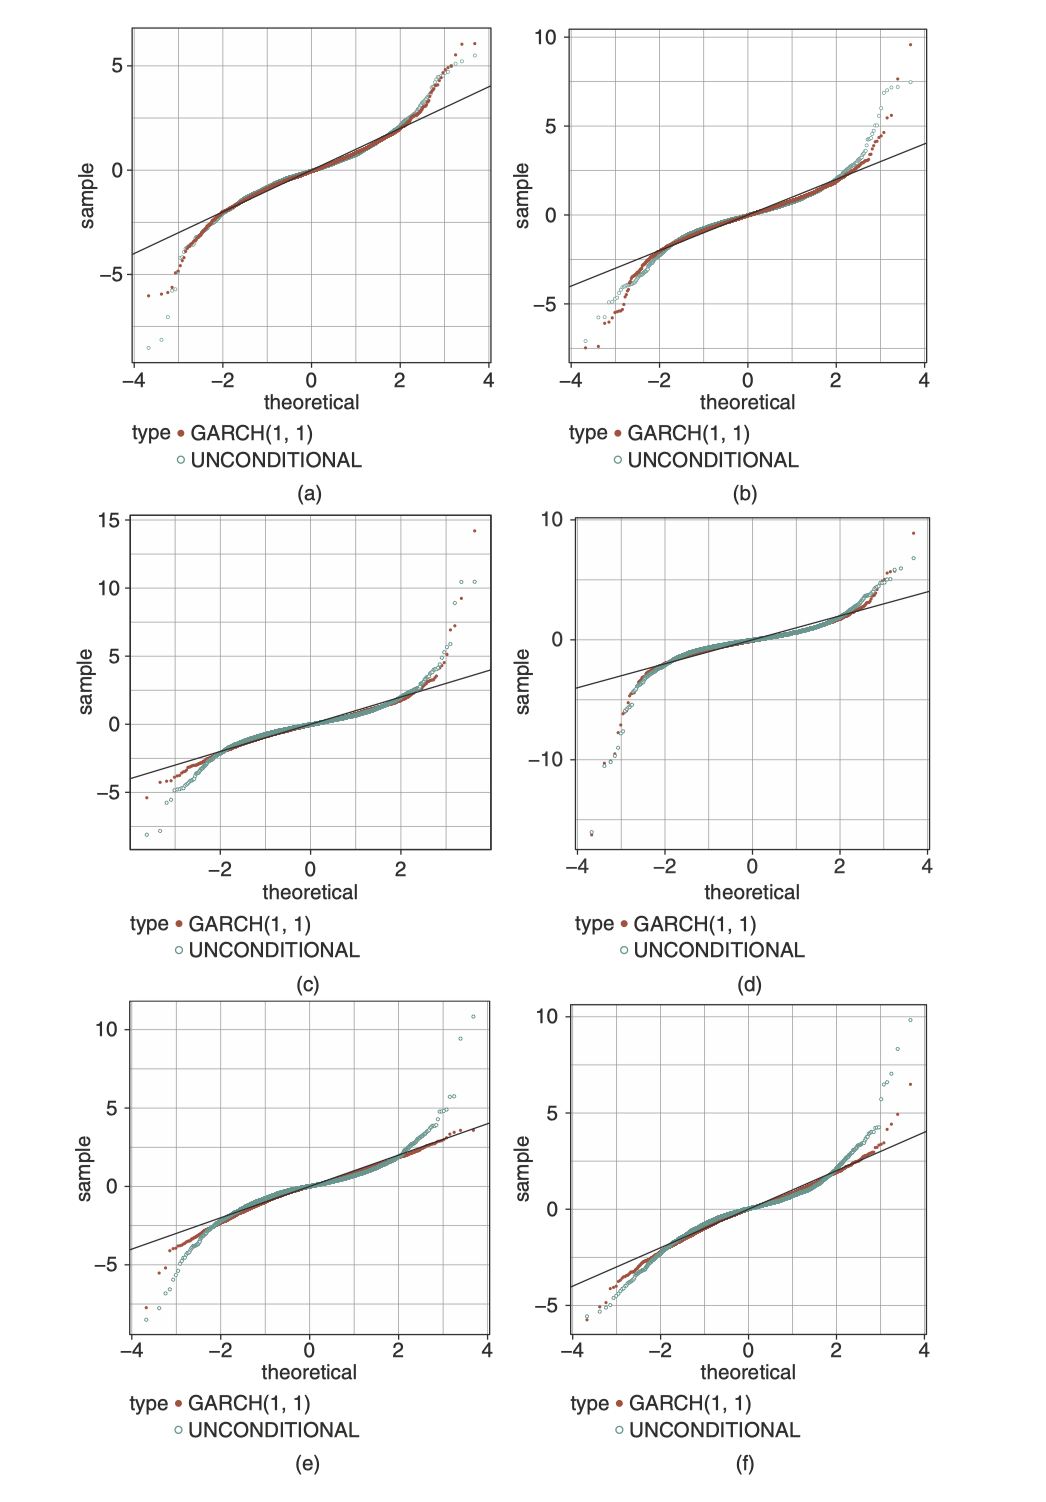 5
0
−5
sample
−4 −2 0 2 4
theoretical
type GARCH(1, 1)
UNCONDITIONAL
(a)
10
5
0
−5
sample
−4 −2 0 2 4
theoretical
type GARCH(1, 1)
UNCONDITIONAL
(b)
15
10
5
0
−5
sample
−2 0 2
theoretical
type GARCH(1, 1)
UNCONDITIONAL
(c)
10
0
−10
sample
−4 −2 0 2 4
theoretical
type GARCH(1, 1)
UNCONDITIONAL
(d)
10
5
0
−5
sample
−4 −2 0 2 4
theoretical
type GARCH(1, 1)
UNCONDITIONAL
(e)
10
5
0
−5
sample
−4 −2 0 2 4
theoretical
type GARCH(1, 1)
UNCONDITIONAL
(f)